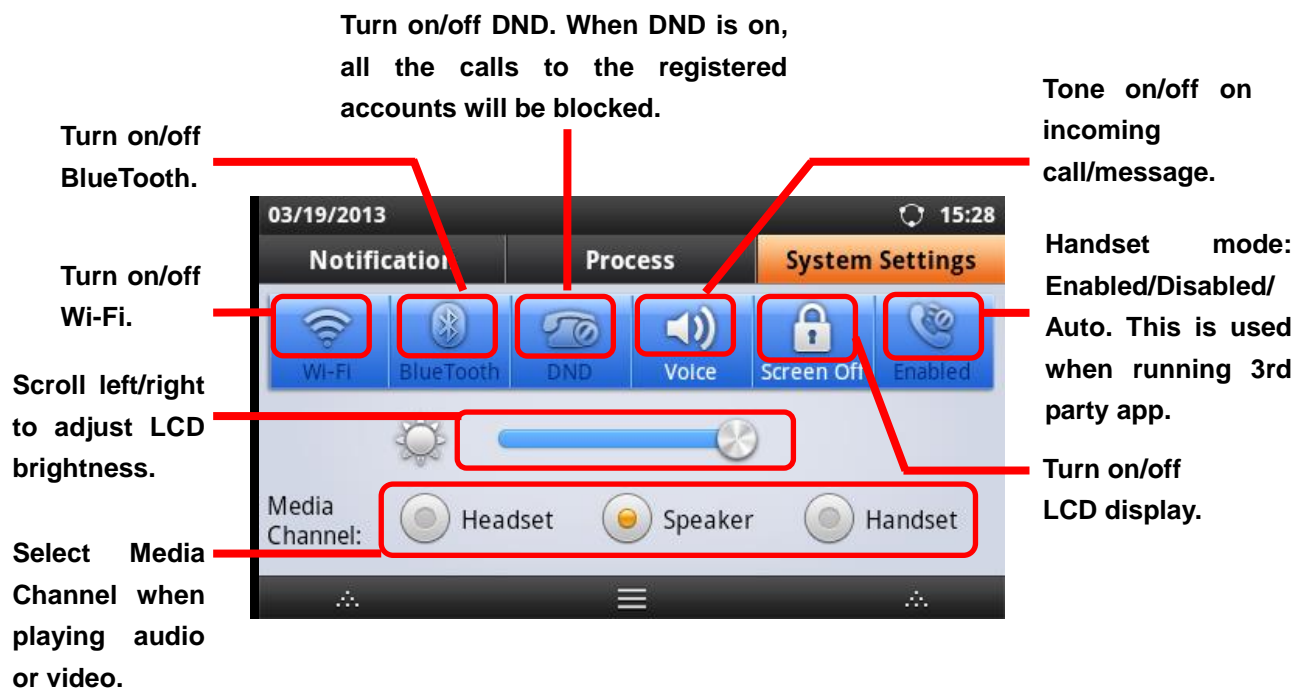 Turn on/off DND. When DND is on,
all the calls to the registered
accounts will be blocked.
Turn on/off
BlueTooth.
Tone on/off on
incoming
call/message.
Turn on/off
Wi-Fi.
Handset mode:
Enabled/Disabled/
Auto. This is used
when running 3rd
party app.
Scroll left/right
to adjust LCD
brightness.
Turn on/off
LCD display.
Select Media
Channel when
playing audio
or video.
03/19/2013 15:28
Notification Process System Settings
Wi-Fi BlueTooth DND Voice Screen Off Enabled
Media
Channel:
Headset Speaker Handset